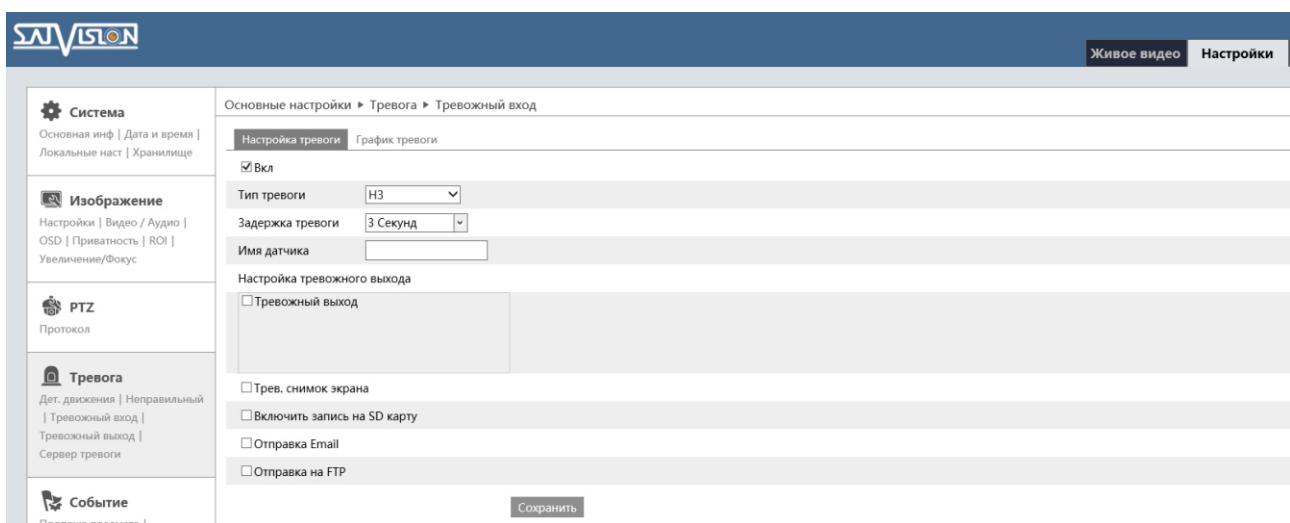 SATVISION
Живое видео
Настройки
Система
Основная инф | Дата и время |
Локальные наст | Хранилище
Изображение
Настройки | Видео / Аудио |
OSD | Приватность | ROI |
Увеличение/Фокус
PTZ
Протокол
Тревога
Дет. движения | Неправильный
| Тревожный вход |
Тревожный выход |
Сервер тревоги
Событие
Основные настройки ▶ Тревога ▶ Тревожный вход
Настройка тревоги График тревоги
Вкл
Тип тревоги НЗ
Задержка тревоги 3 Секунд
Имя датчика
Настройка тревожного выхода
Тревожный выход
Трев. снимок экрана
Включить запись на SD карту
Отправка Email
Отправка на FTP
Сохранить